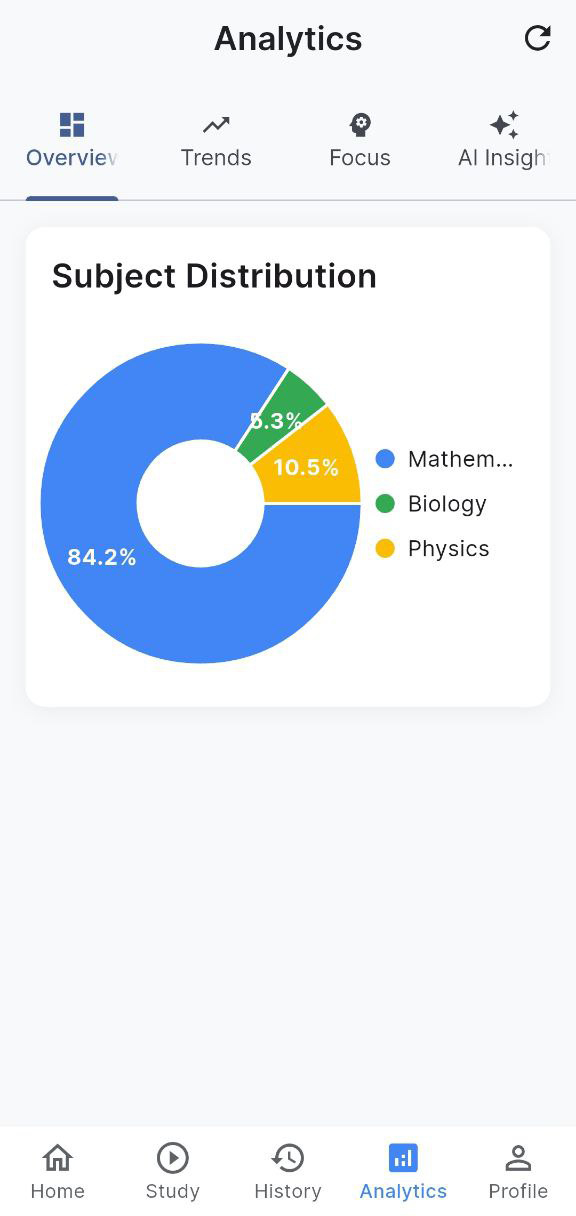 Analytics
Overview
Trends
Focus
AI Insigh
Subject Distribution
5.3%
10.5%
84.2%
Mathem...
Biology
Physics
Home
Study
History
Analytics
Profile